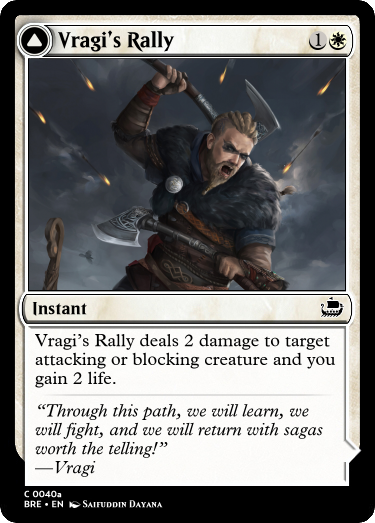 Vragi's Rally 1
Instant
Vragi's Rally deals 2 damage to target
attacking or blocking creature and you
gain 2 life.
“Through this path, we will learn, we
will fight, and we will return with sagas
worth the telling!”
—Vragi
C 0040a
BRE • EN Saifuddin Dayana